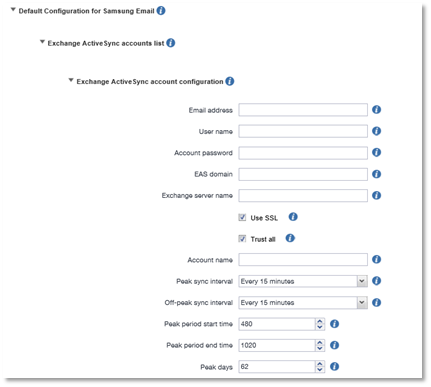 Default Configuration for Samsung Email
Exchange ActiveSync accounts list
Exchange ActiveSync account configuration
Email address
User name
Account password
EAS domain
Exchange server name
Use SSL
Trust all
Account name
Peak sync interval Every 15 minutes
Off-peak sync interval Every 15 minutes
Peak period start time 480
Peak period end time 1020
Peak days 62